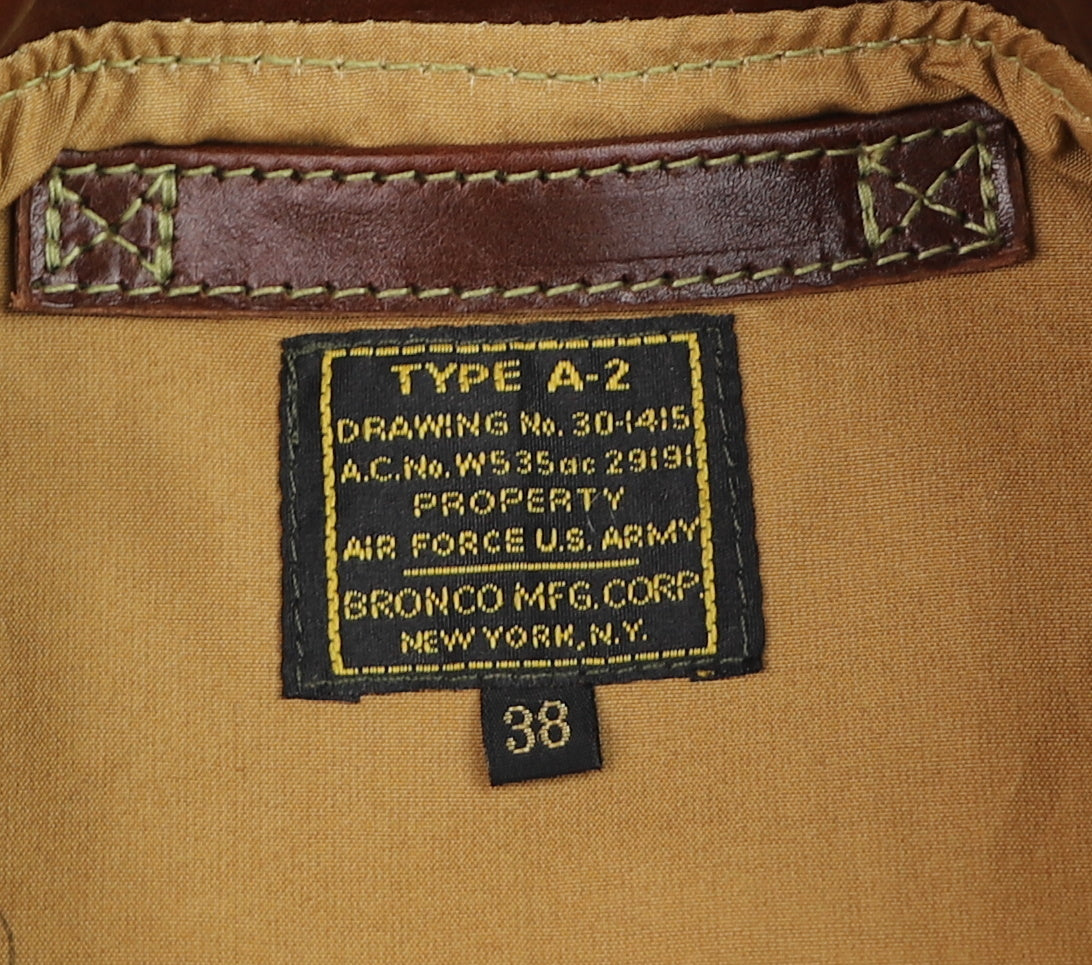 TYPE A-2
DRAWING No. 30-1415
A.C.No. W535ac 29191
PROPERTY
AIR FORCE U.S. ARMY
BRONCO MFG. CORP
NEW YORK, N.Y.
38